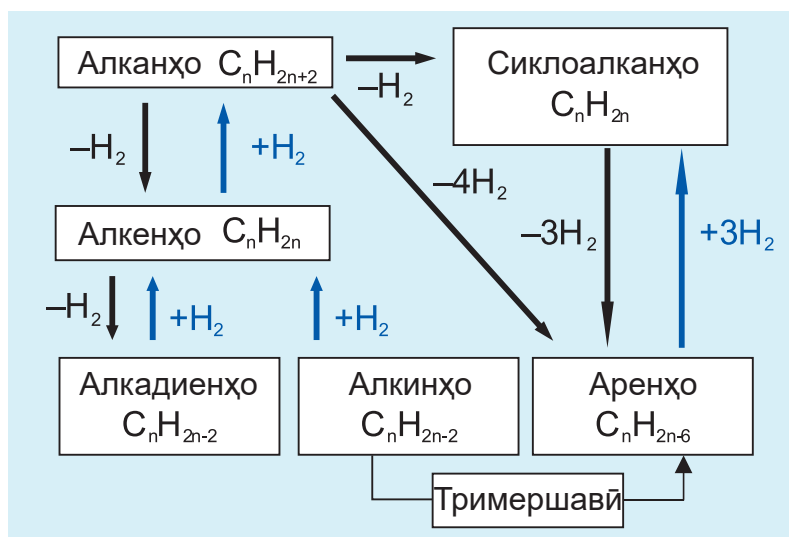 Алканҳо CₙH₂ₙ₊₂
–H₂
Сиклоалканҳо
CₙH₂ₙ
–H₂
+H₂
–4H₂
–3H₂
+3H₂
Алкенҳо CₙH₂ₙ
–H₂
+H₂
+H₂
Алкадиенҳо
CₙH₂ₙ₋₂
Алкинҳо
CₙH₂ₙ₋₂
Аренҳо
CₙH₂ₙ₋₆
Тримершавӣ